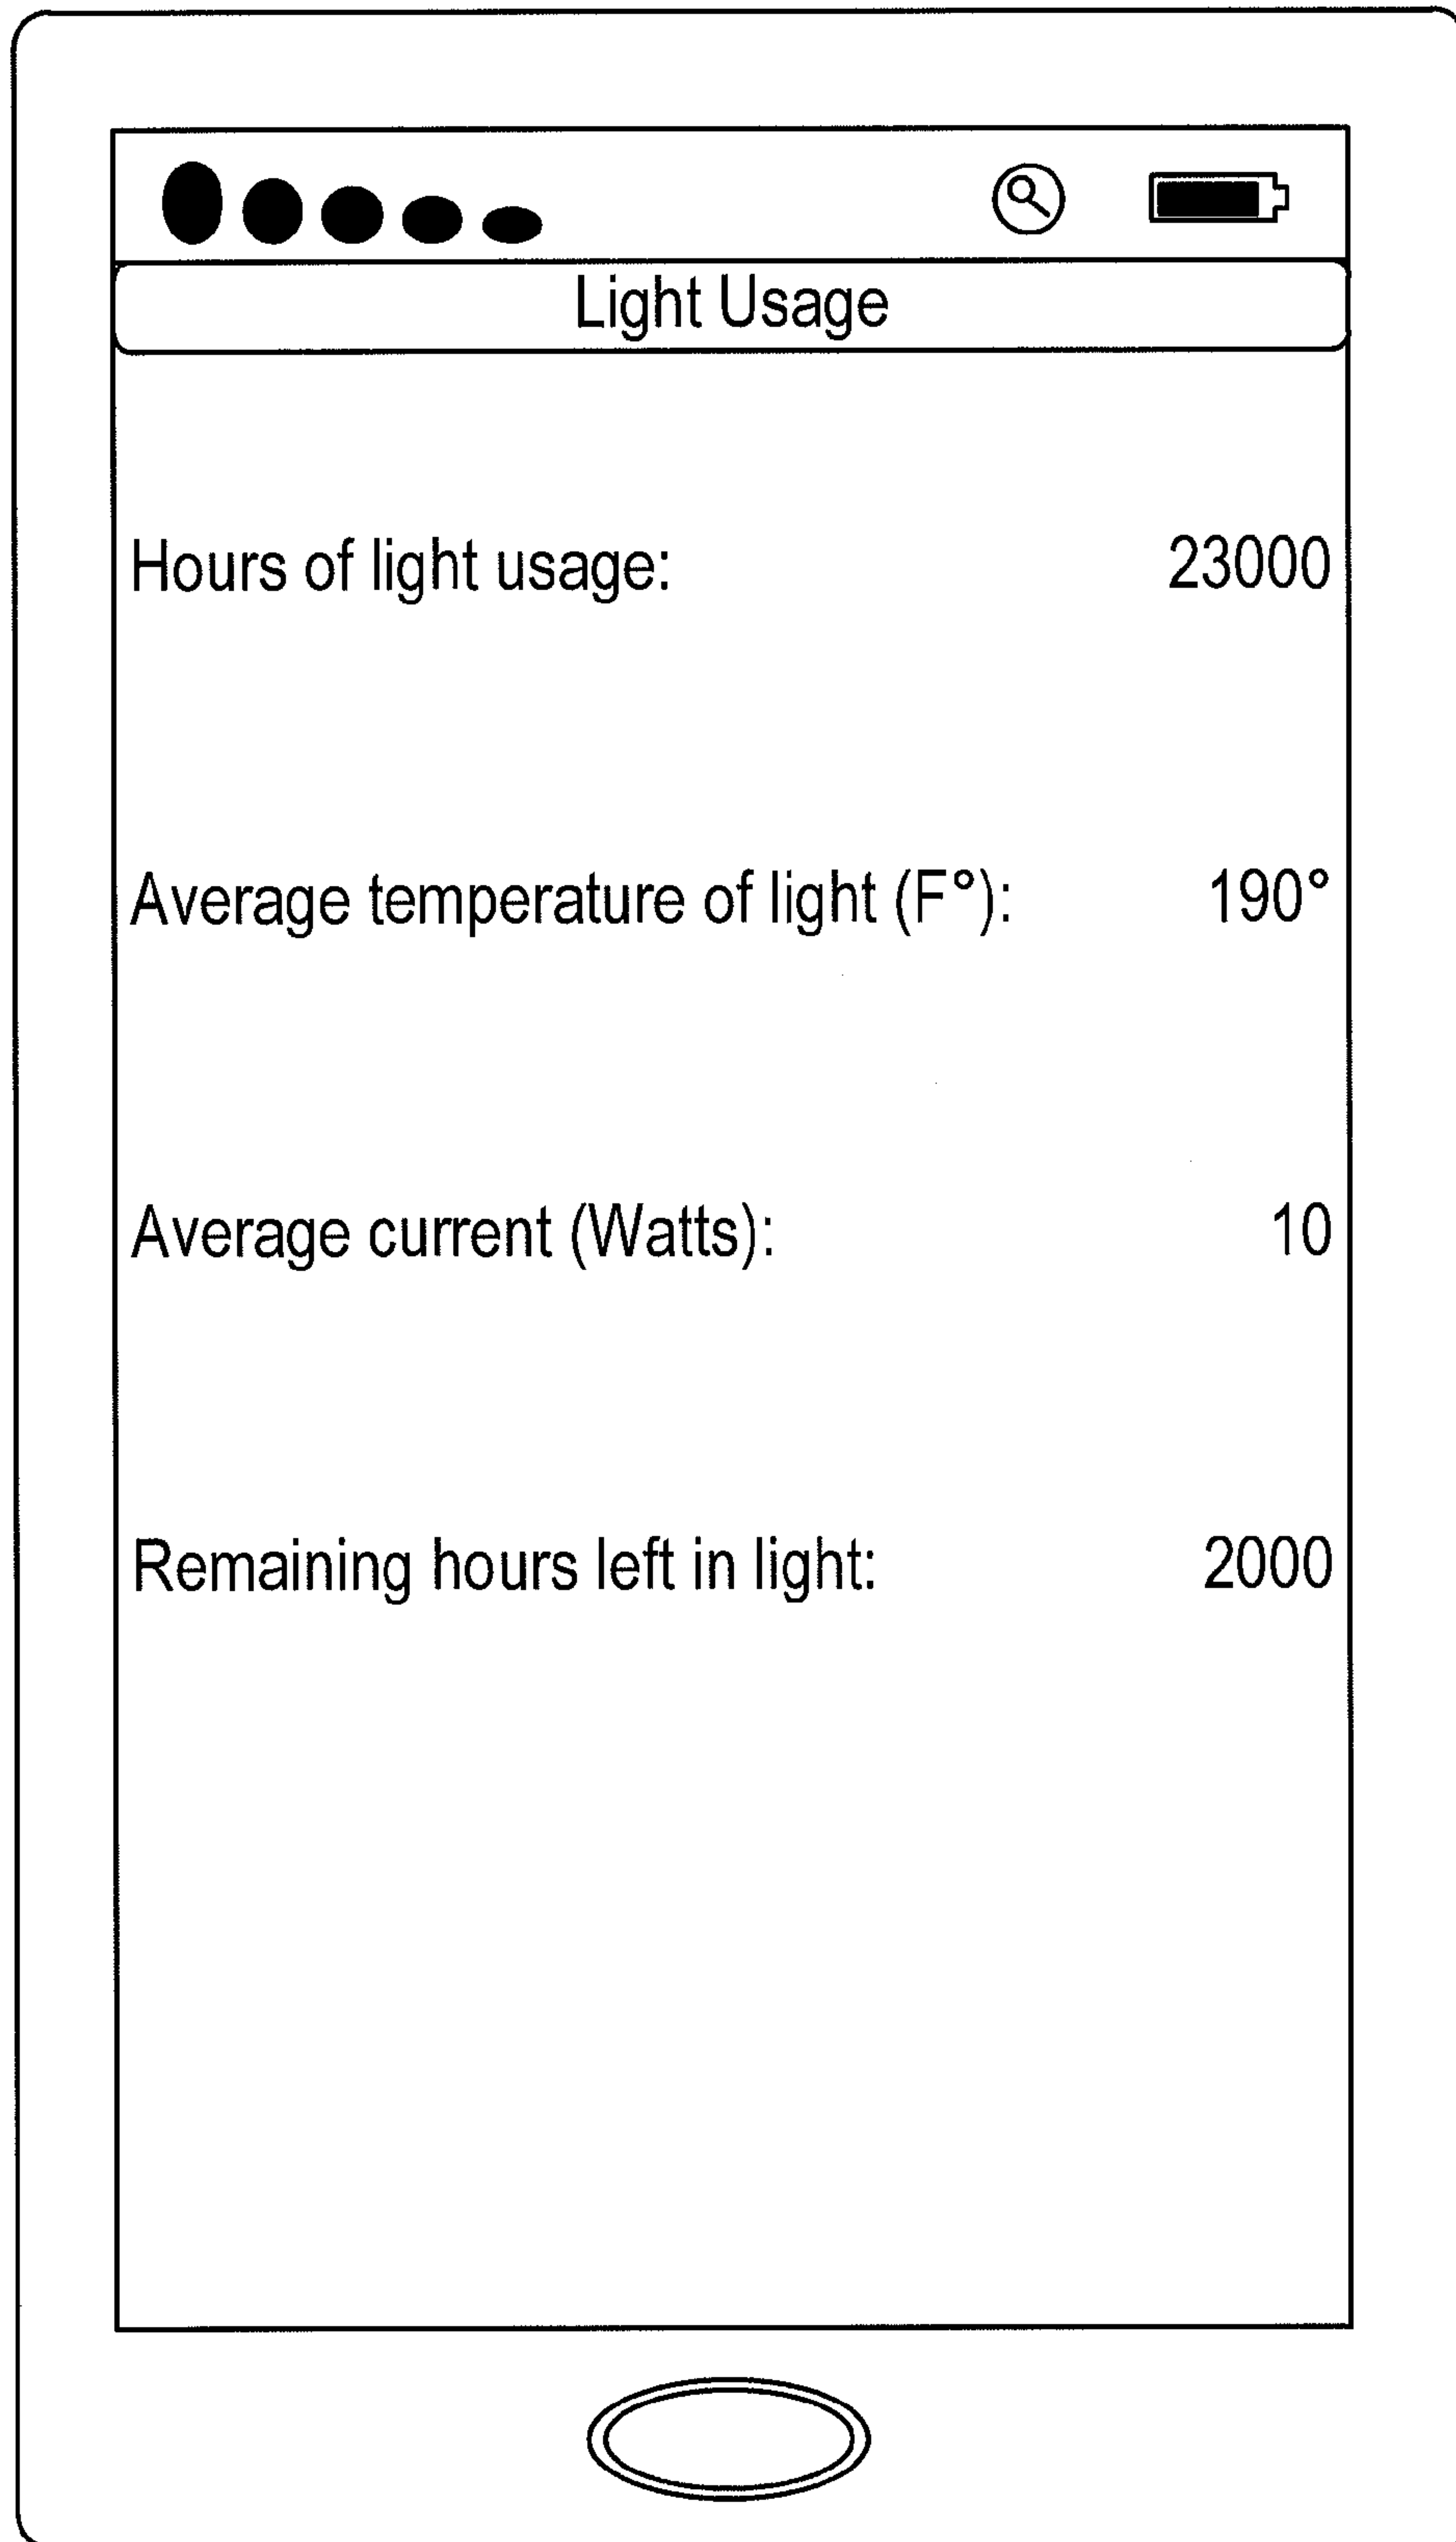 Light Usage
Hours of light usage: 23000
Average temperature of light (F°): 190°
Average current (Watts): 10
Remaining hours left in light: 2000